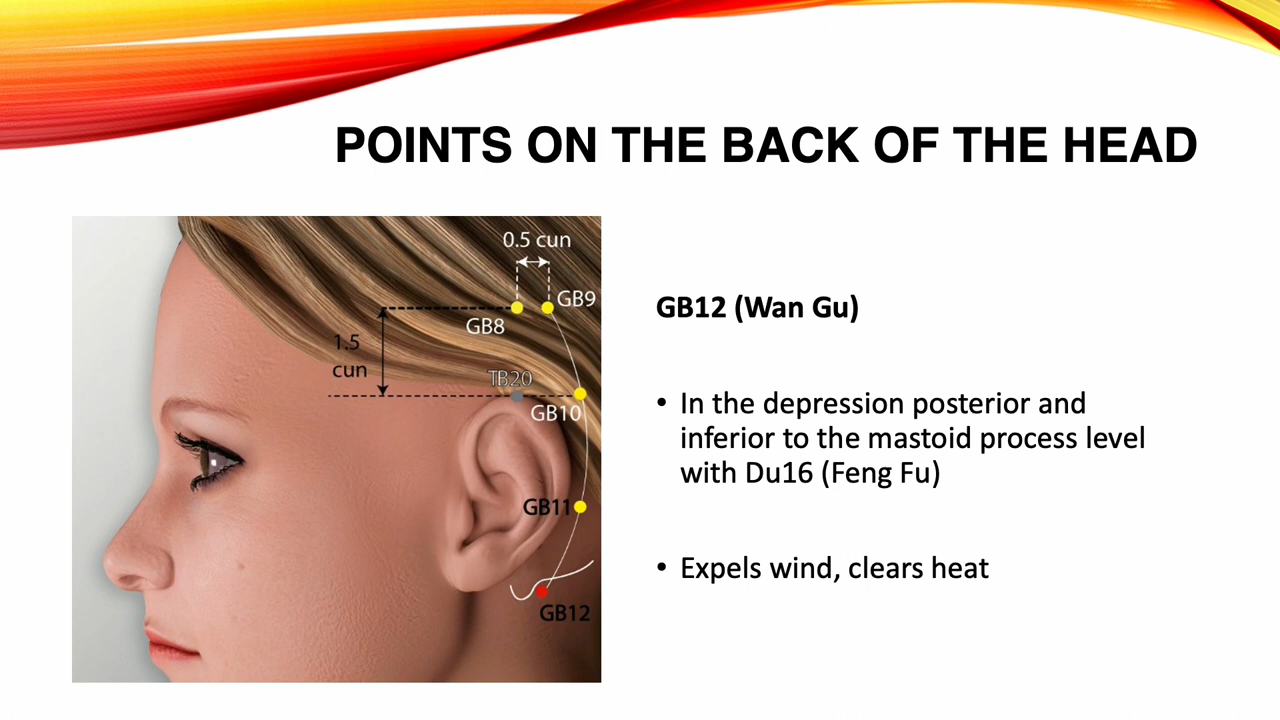 POINTS ON THE BACK OF THE HEAD
0.5 cun
GB9
GB8
1.5
cun
TB20
GB10
GB11
GB12
GB12 (Wan Gu)
• In the depression posterior and
inferior to the mastoid process level
with Du16 (Feng Fu)
• Expels wind, clears heat